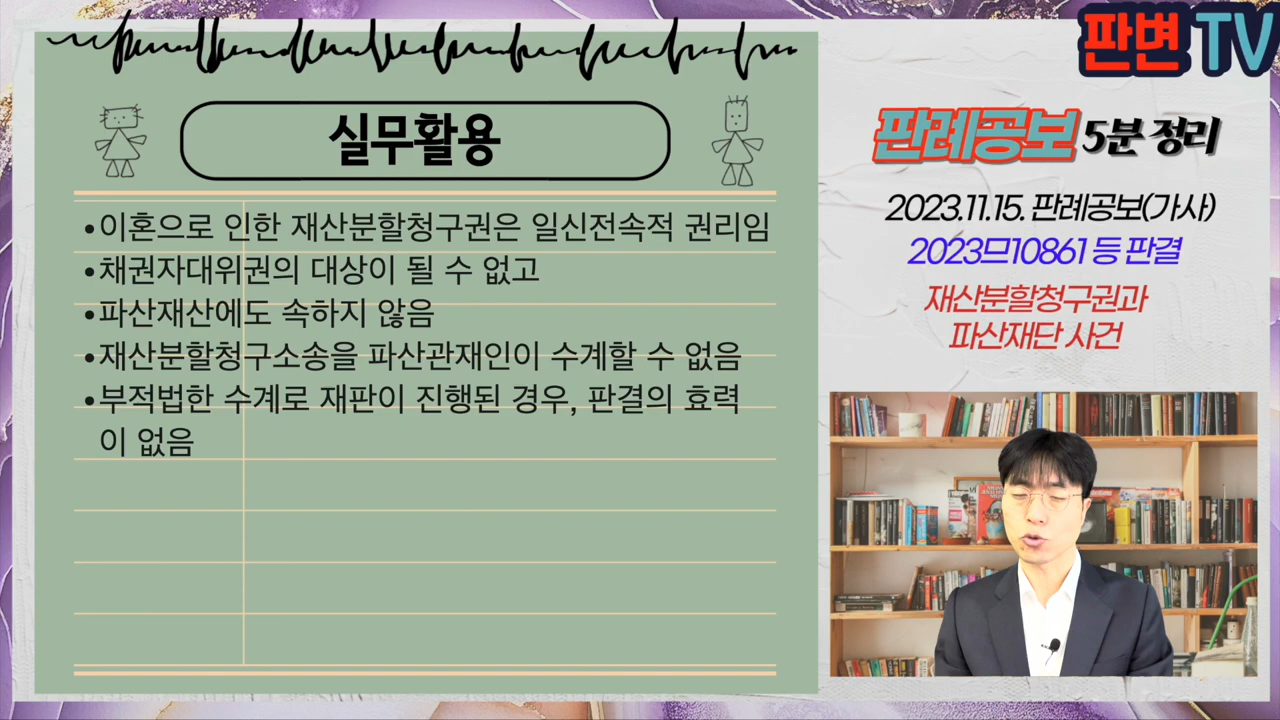 판변 TV
실무활용
•이혼으로 인한 재산분할청구권은 일신전속적 권리임
•채권자대위권의 대상이 될 수 없고
•파산재산에도 속하지 않음
•재산분할청구소송을 파산관재인이 수계할 수 없음
•부적법한 수계로 재판이 진행된 경우, 판결의 효력
이 없음
판례공보 5분 정리
2023.11.15. 판례공보(가사)
2023므10861 등 판결
재산분할청구권과
파산재단 사건